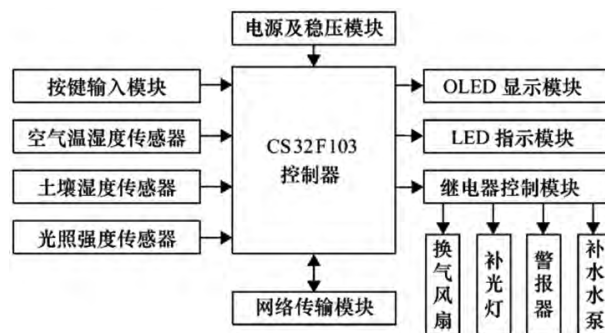 电源及稳压模块
按键输入模块
空气温湿度传感器
土壤湿度传感器
光照强度传感器
CS32F103
控制器
OLED 显示模块
LED 指示模块
继电器控制模块
换气风扇
补光灯
警报器
补水水泵
网络传输模块